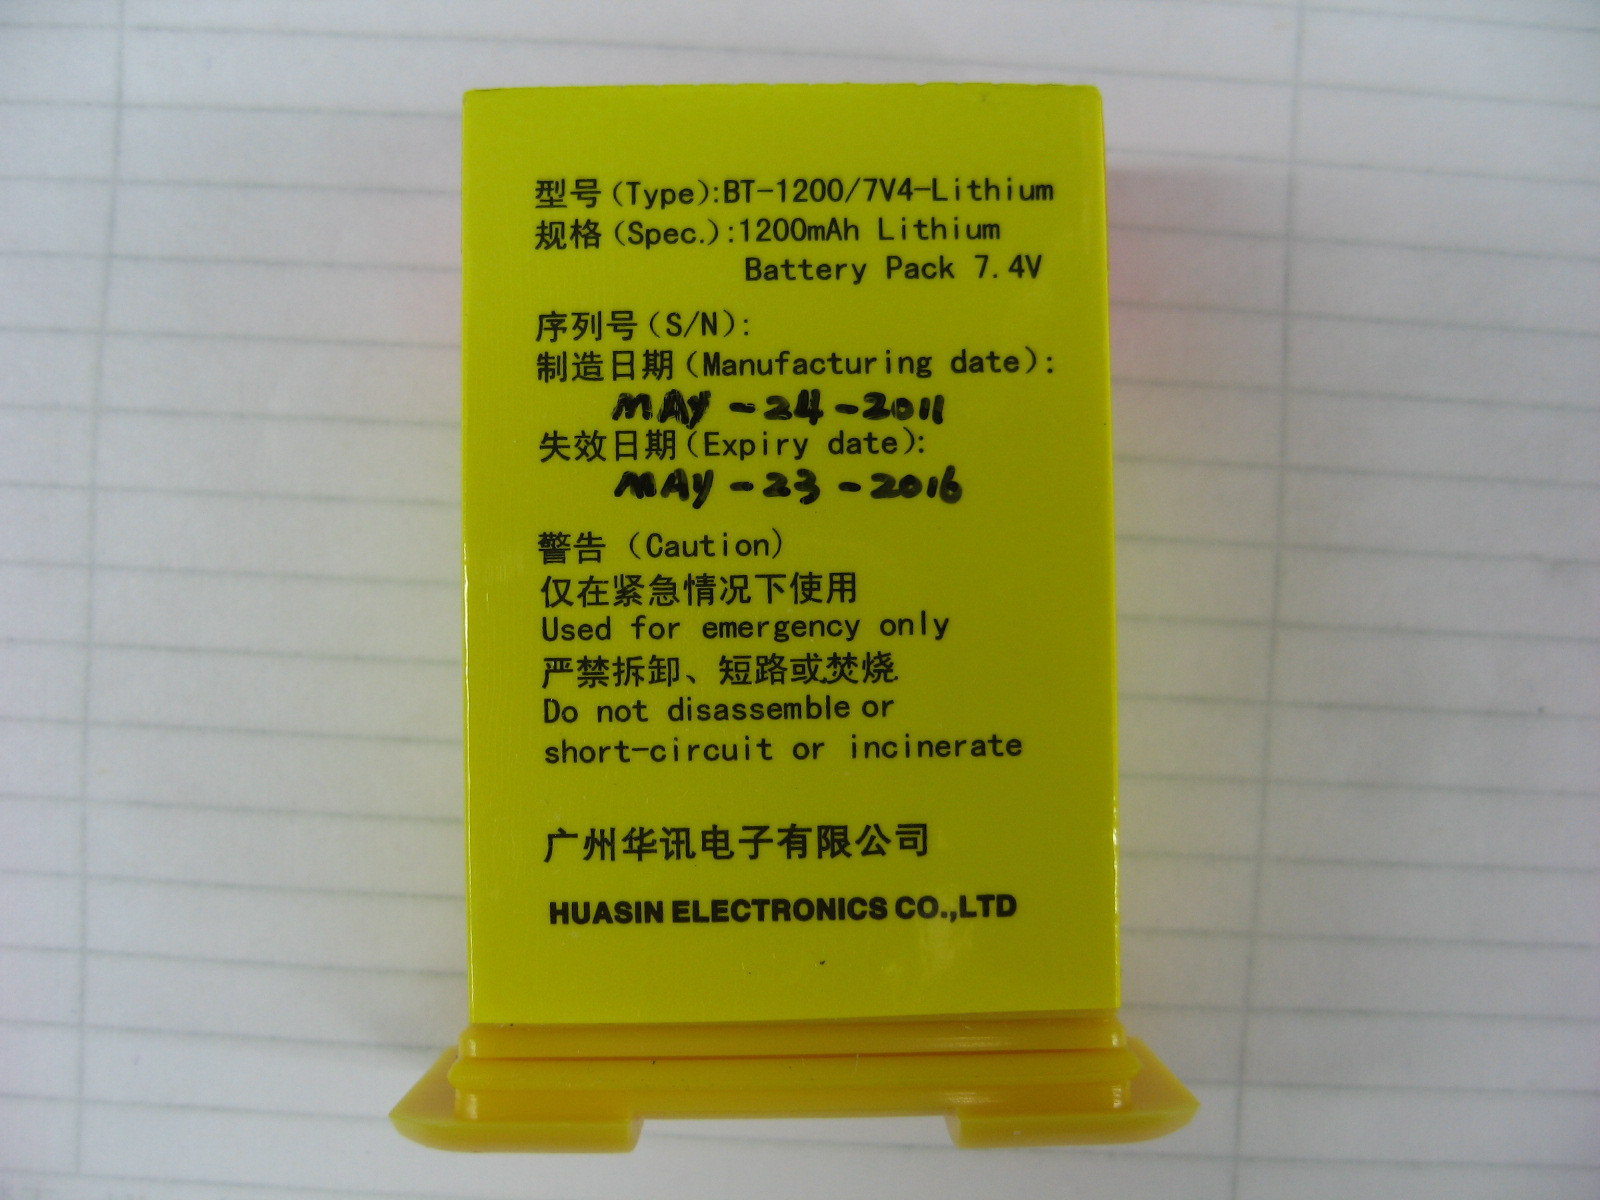 型号(Type):BT-1200/7V4-Lithium
规格(Spec.):1200mAh Lithium
Battery Pack 7.4V
序列号(S/N):
制造日期(Manufacturing date):
MAY-24-2011
失效日期(Expiry date):
MAY-23-2016
警告 (Caution)
仅在紧急情况下使用
Used for emergency only
严禁拆卸、短路或焚烧
Do not disassemble or
short-circuit or incinerate
广州华讯电子有限公司
HUASIN ELECTRONICS CO.,LTD